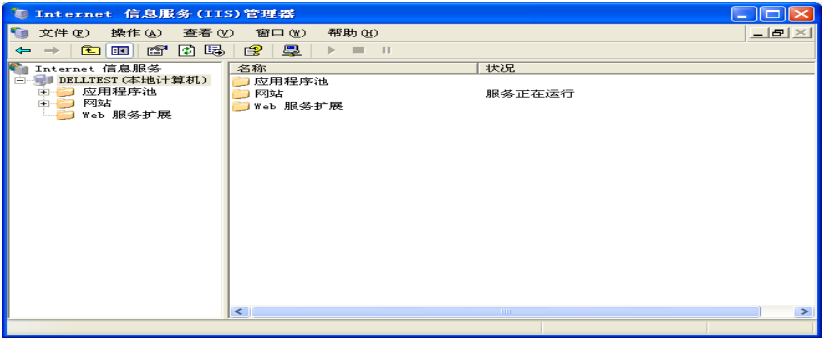 Internet 信息服务(IIS)管理器
文件(F) 操作(A) 查看(V) 窗口(W) 帮助(H)
Internet 信息服务
DELLTEST(本地计算机)
应用程序池
网站
Web 服务扩展
名称 状况
应用程序池
网站 服务正在运行
Web 服务扩展